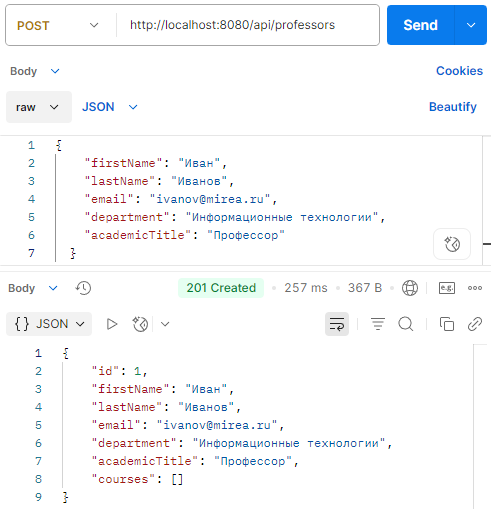 POST http://localhost:8080/api/professors Send
Body Cookies
raw JSON Beautify
1 {
2 "firstName": "Иван",
3 "lastName": "Иванов",
4 "email": "ivanov@mirea.ru",
5 "department": "Информационные технологии",
6 "academicTitle": "Профессор"
7 }
Body 201 Created • 257 ms • 367 B e.g.
{} JSON
1 {
2 "id": 1,
3 "firstName": "Иван",
4 "lastName": "Иванов",
5 "email": "ivanov@mirea.ru",
6 "department": "Информационные технологии",
7 "academicTitle": "Профессор",
8 "courses": []
9 }